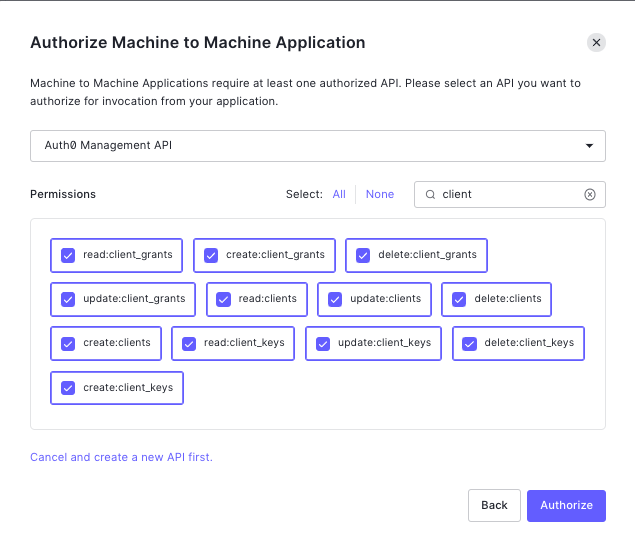 Authorize Machine to Machine Application
Machine to Machine Applications require at least one authorized API. Please select an API you want to
authorize for invocation from your application.
Auth0 Management API
Permissions Select: All None client
read:client_grants create:client_grants delete:client_grants
update:client_grants read:clients update:clients delete:clients
create:clients read:client_keys update:client_keys delete:client_keys
create:client_keys
Cancel and create a new API first.
Back Authorize